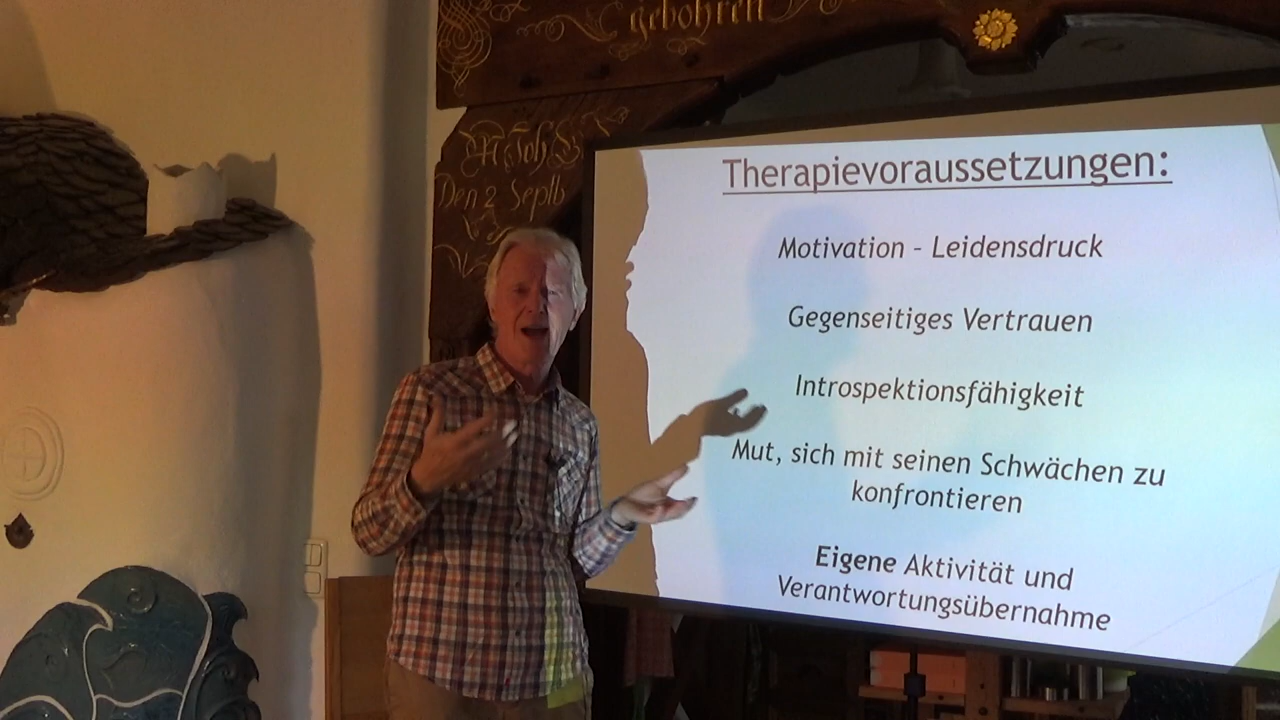 gebohren
Den 2 Septb
Therapievoraussetzungen:
Motivation - Leidensdruck
Gegenseitiges Vertrauen
Introspektionsfähigkeit
Mut, sich mit seinen Schwächen zu
konfrontieren
Eigene Aktivität und
Verantwortungsübernahme